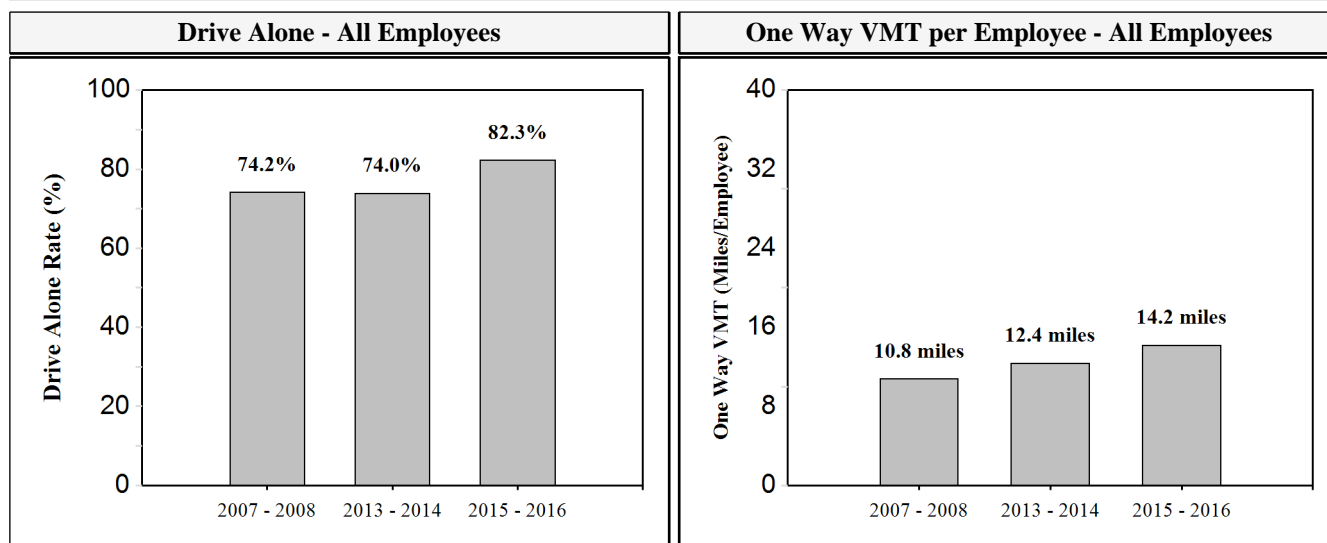 Drive Alone - All Employees
Drive Alone Rate (%)
100
80
60
40
20
0
74.2%
74.0%
82.3%
2007 - 2008
2013 - 2014
2015 - 2016
One Way VMT per Employee - All Employees
One Way VMT (Miles/Employee)
40
32
24
16
8
0
10.8 miles
12.4 miles
14.2 miles
2007 - 2008
2013 - 2014
2015 - 2016